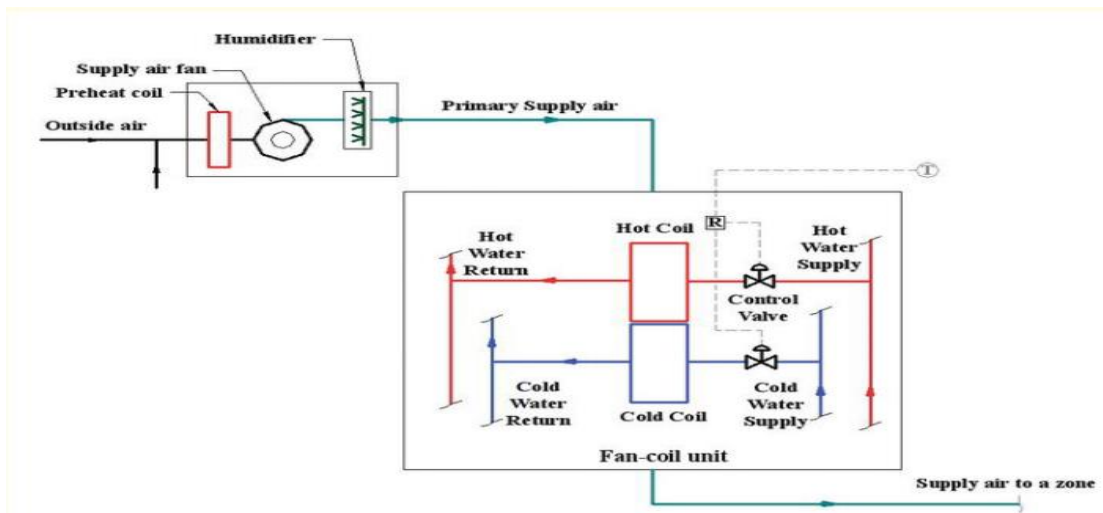 Humidifier
Supply air fan
Preheat coil
Outside air
Primary Supply air
T
R
Hot Coil
Hot
Water
Return
Hot
Water
Supply
Control
Valve
Cold
Water
Return
Cold Coil
Cold
Water
Supply
Fan-coil unit
Supply air to a zone